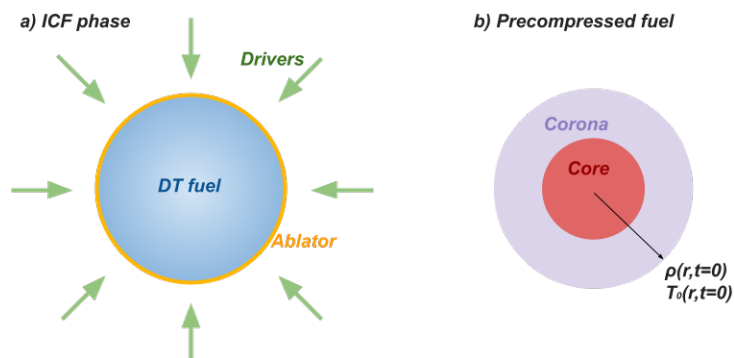 a) ICF phase
Drivers
DT fuel
Ablator
b) Precompressed fuel
Corona
Core
ρ(r,t=0)
T₀(r,t=0)